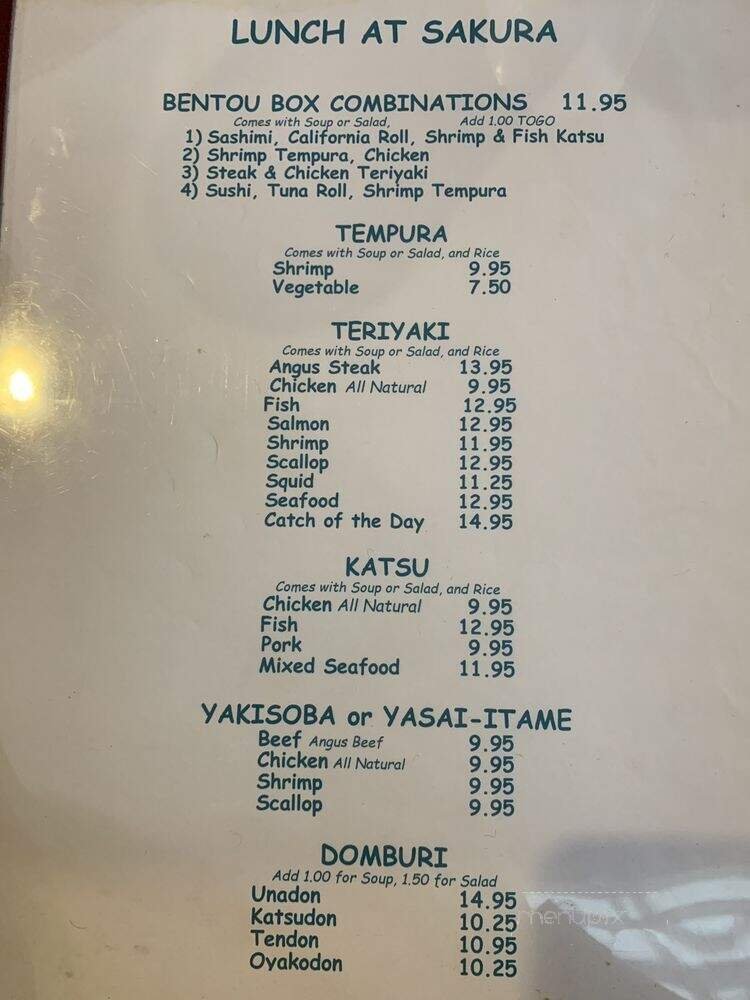 LUNCH AT SAKURA
BENTOU BOX COMBINATIONS 11.95
Comes with Soup or Salad, Add 1.00 TOGO
1) Sashimi, California Roll, Shrimp & Fish Katsu
2) Shrimp Tempura, Chicken
3) Steak & Chicken Teriyaki
4) Sushi, Tuna Roll, Shrimp Tempura
TEMPURA
Comes with Soup or Salad, and Rice
Shrimp 9.95
Vegetable 7.50
TERIYAKI
Comes with Soup or Salad, and Rice
Angus Steak 13.95
Chicken All Natural 9.95
Fish 12.95
Salmon 12.95
Shrimp 11.95
Scallop 12.95
Squid 11.25
Seafood 12.95
Catch of the Day 14.95
KATSU
Comes with Soup or Salad, and Rice
Chicken All Natural 9.95
Fish 12.95
Pork 9.95
Mixed Seafood 11.95
YAKISOBA or YASAI-ITAME
Beef Angus Beef 9.95
Chicken All Natural 9.95
Shrimp 9.95
Scallop 9.95
DOMBURI
Add 1.00 for Soup, 1.50 for Salad
Unadon 14.95
Katsudon 10.25
menupix
Tendon 10.95
Oyakodon 10.25